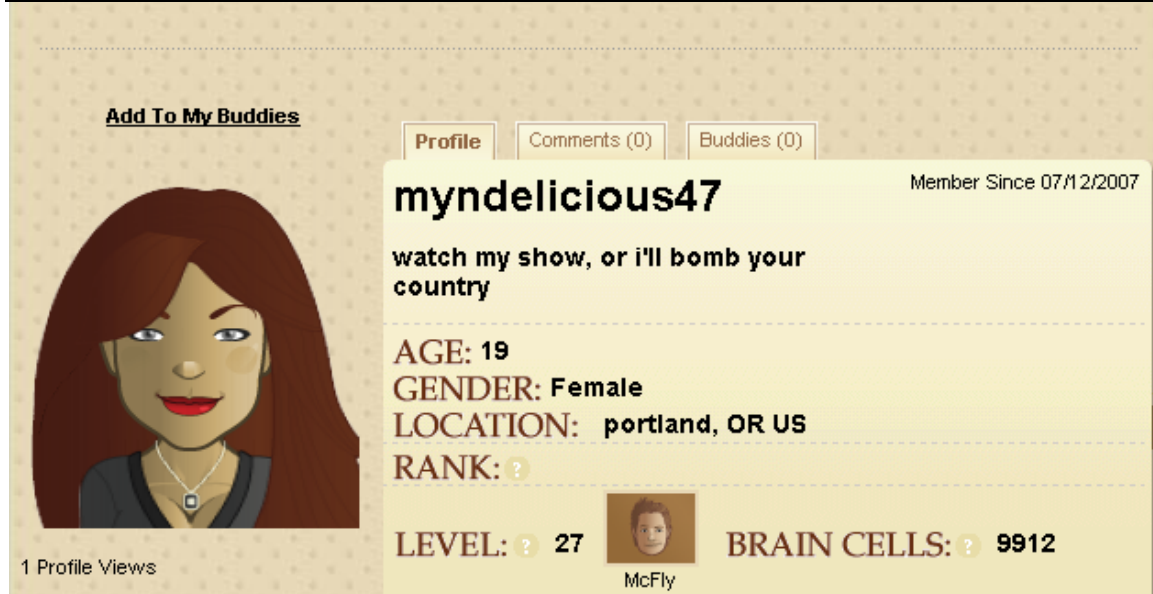 Add To My Buddies
Profile
Comments (0)
Buddies (0)
myndelicious47
Member Since 07/12/2007
watch my show, or i'll bomb your
country
AGE: 19
GENDER: Female
LOCATION: portland, OR US
RANK: ?
LEVEL: ? 27
McFly
BRAIN CELLS: ? 9912
1 Profile Views